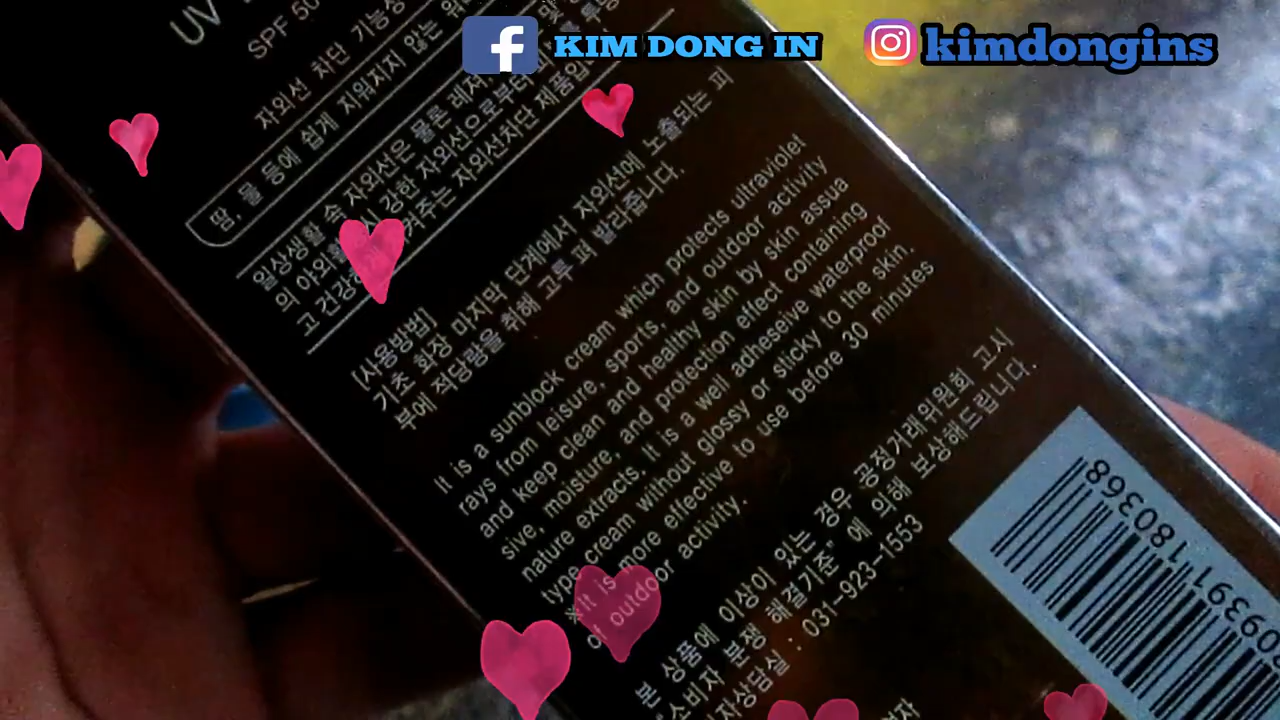 KIM DONG IN
kimdongins
UV
SPF 50
자외선 차단 기능성
땀, 물 등에 쉽게 지워지지 않는 워터
일상생활 속 자외선은 물론 레저
의 야외활 시 강한 자외선으로부터
고 건강 켜주는 자외선차단 제품입
[사용방법]
기초 화장 마지막 단계에서 자외선에 노출되는 피
부에 적당량을 취해 고루 펴 발라줍니다.
It is a sunblock cream which protects ultraviolet
rays from leisure, sports, and outdoor activity
and keep clean and healthy skin by skin assua
sive, moisture, and protection effect containing
nature extracts. It is a well adheseive waterproof
type cream without glossy or sticky to the skin.
※It is more effective to use before 30 minutes
of outdoor activity.
본 상품에 이상이 있는 경우 공정거래위원회 고시
"소비자 분쟁 해결기준" 에 의해 보상해드립니다.
자상담실 : 031-923-1553
09391 180368